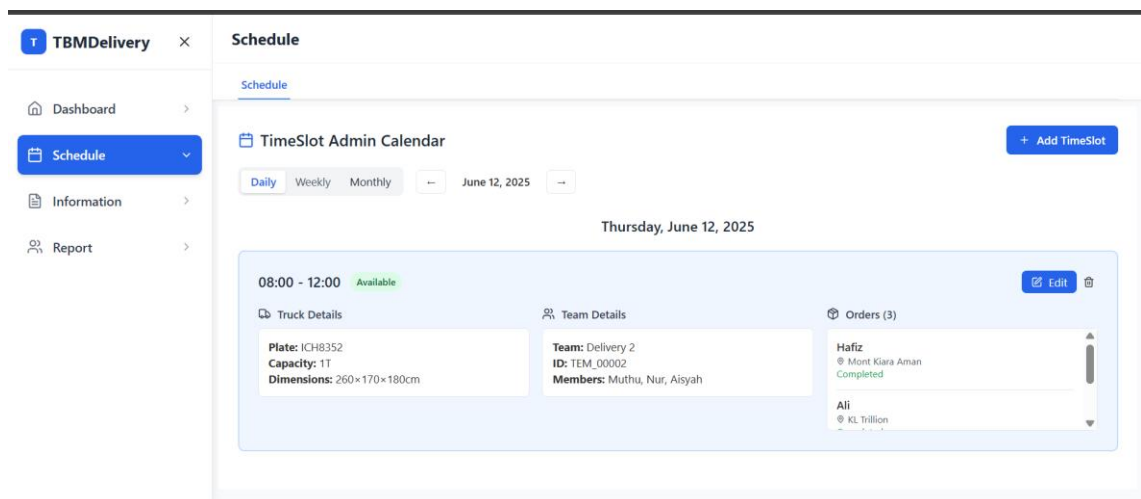 T TBMDelivery ×
Schedule
Schedule
Dashboard
Schedule
Information
Report
TimeSlot Admin Calendar
+ Add TimeSlot
Daily Weekly Monthly ← June 12, 2025 →
Thursday, June 12, 2025
08:00 - 12:00 Available
Edit
Truck Details
Plate: ICH8352
Capacity: 1T
Dimensions: 260×170×180cm
Team Details
Team: Delivery 2
ID: TEM_00002
Members: Muthu, Nur, Aisyah
Orders (3)
Hafiz
Mont Kiara Aman
Completed
Ali
KL Trillion